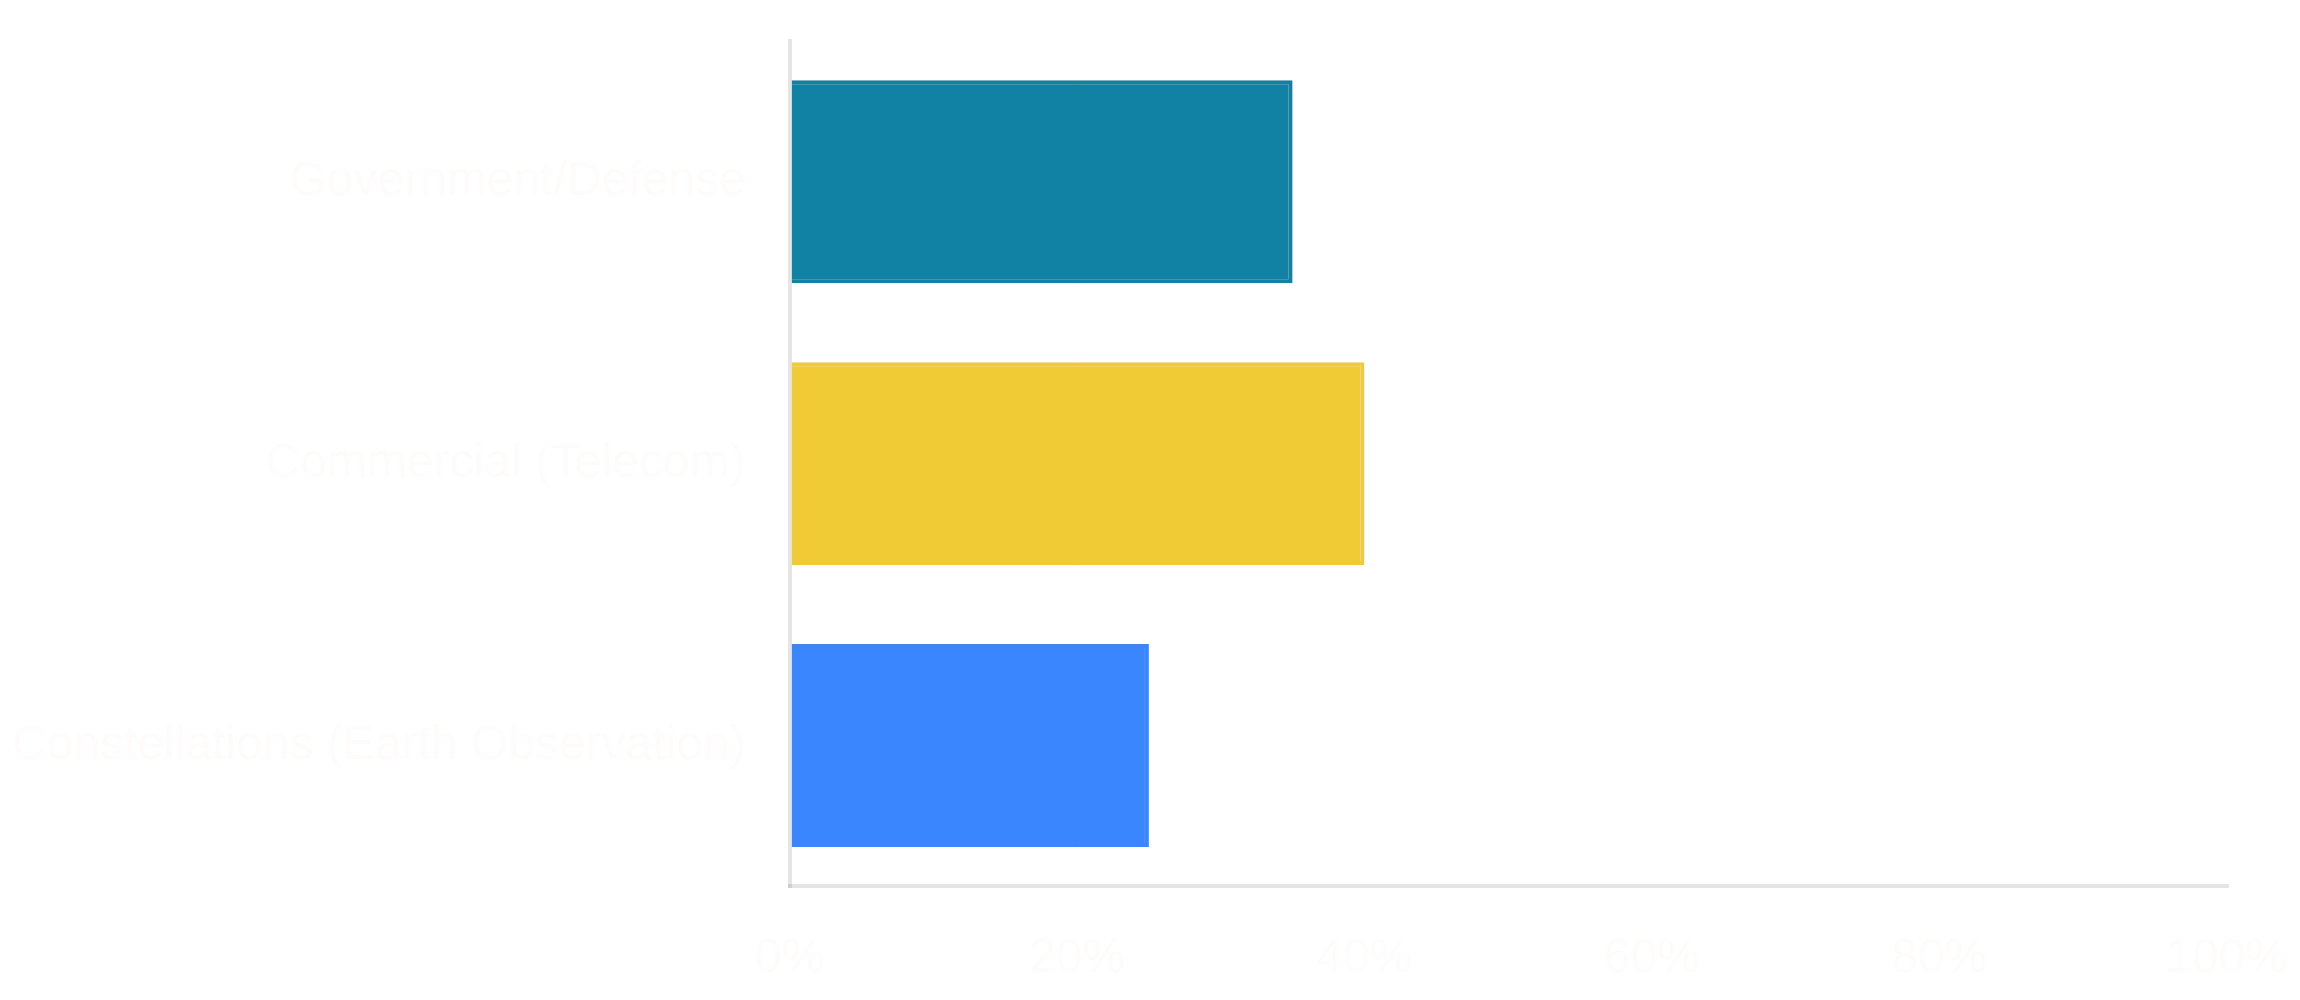 Government/Defense
Commercial (Telecom)
Constellations (Earth Observation)
0% 20% 40% 60% 80% 100%